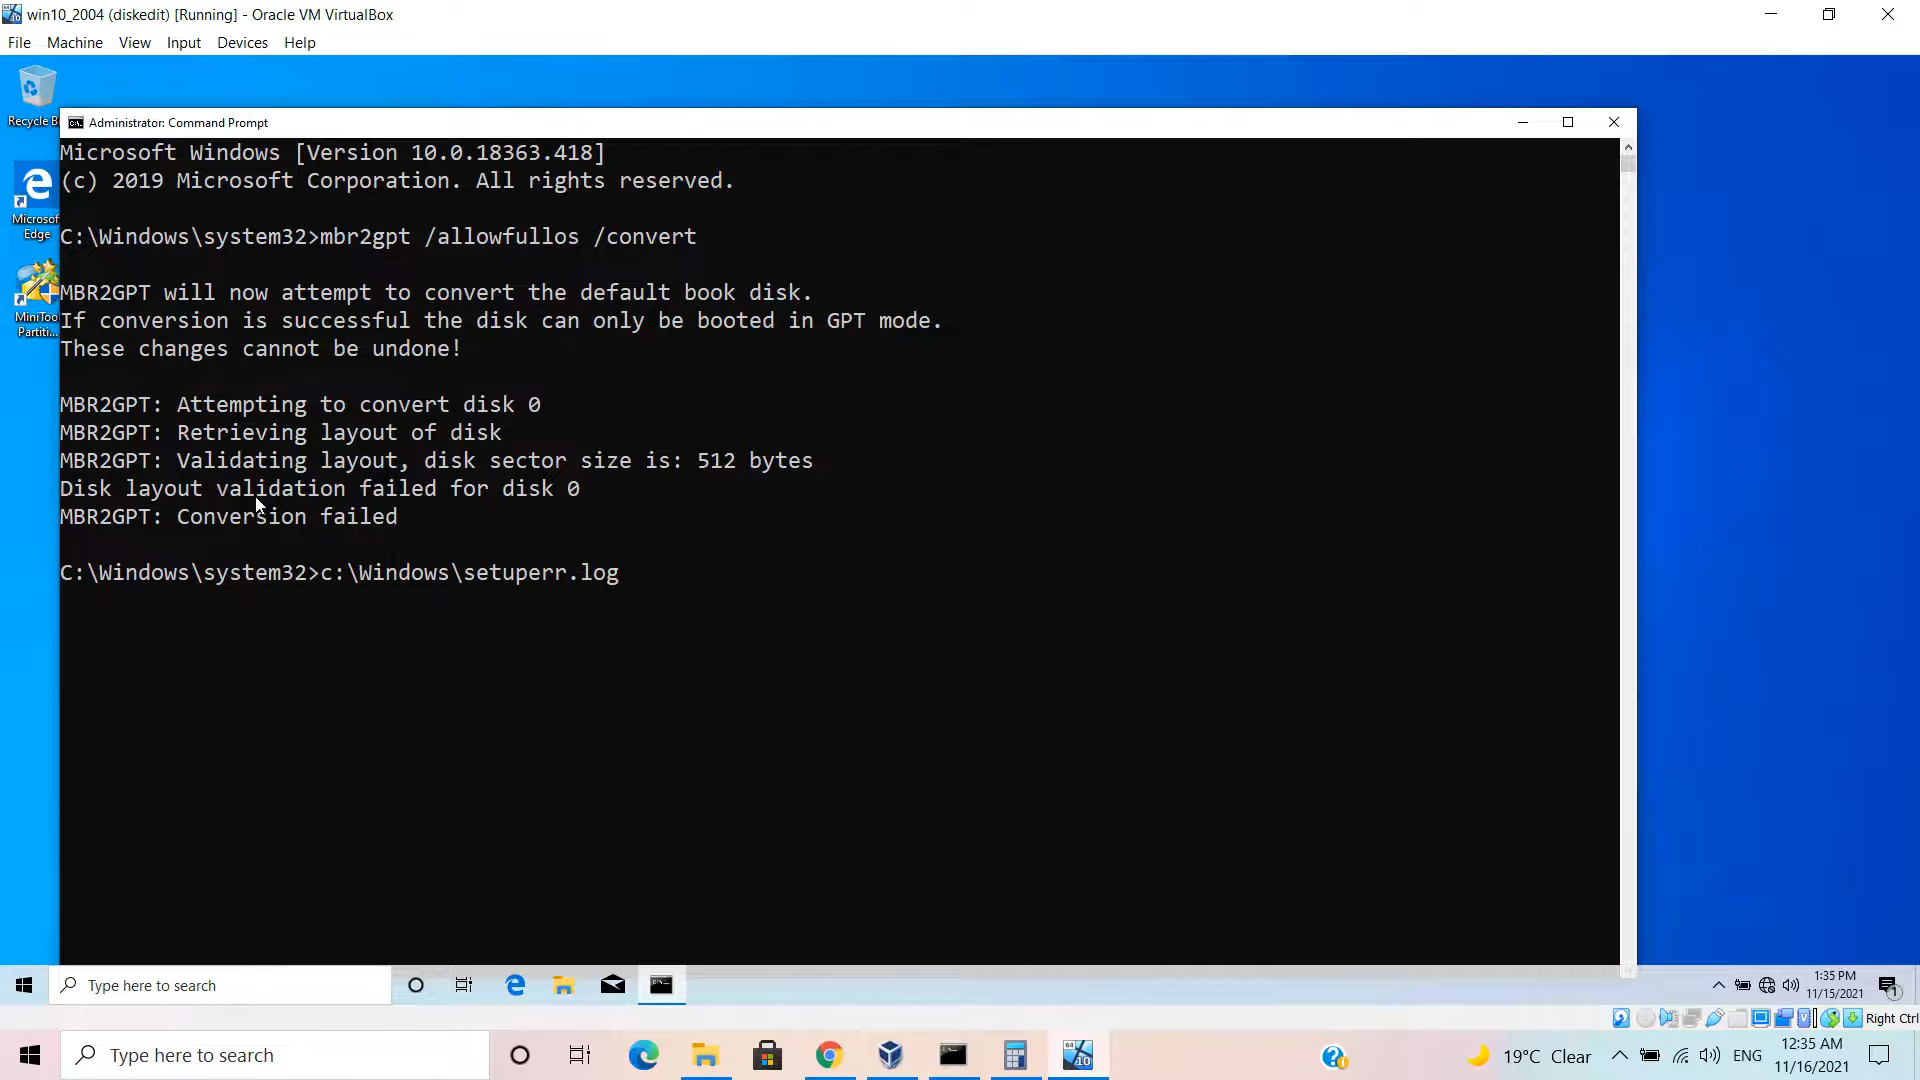 win10_2004 (diskedit) [Running] - Oracle VM VirtualBox
File Machine View Input Devices Help
Recycle B
Administrator: Command Prompt
Microsoft Windows [Version 10.0.18363.418]
(c) 2019 Microsoft Corporation. All rights reserved.
Microsof
Edge
C:\Windows\system32>mbr2gpt /allowfullos /convert
MBR2GPT will now attempt to convert the default book disk.
If conversion is successful the disk can only be booted in GPT mode.
These changes cannot be undone!
MiniToo
Partiti...
MBR2GPT: Attempting to convert disk 0
MBR2GPT: Retrieving layout of disk
MBR2GPT: Validating layout, disk sector size is: 512 bytes
Disk layout validation failed for disk 0
MBR2GPT: Conversion failed
C:\Windows\system32>c:\Windows\setuperr.log
Type here to search
1:35 PM
11/15/2021
1
Right Ctrl
Type here to search
64
10
19°C Clear
ENG
12:35 AM
11/16/2021